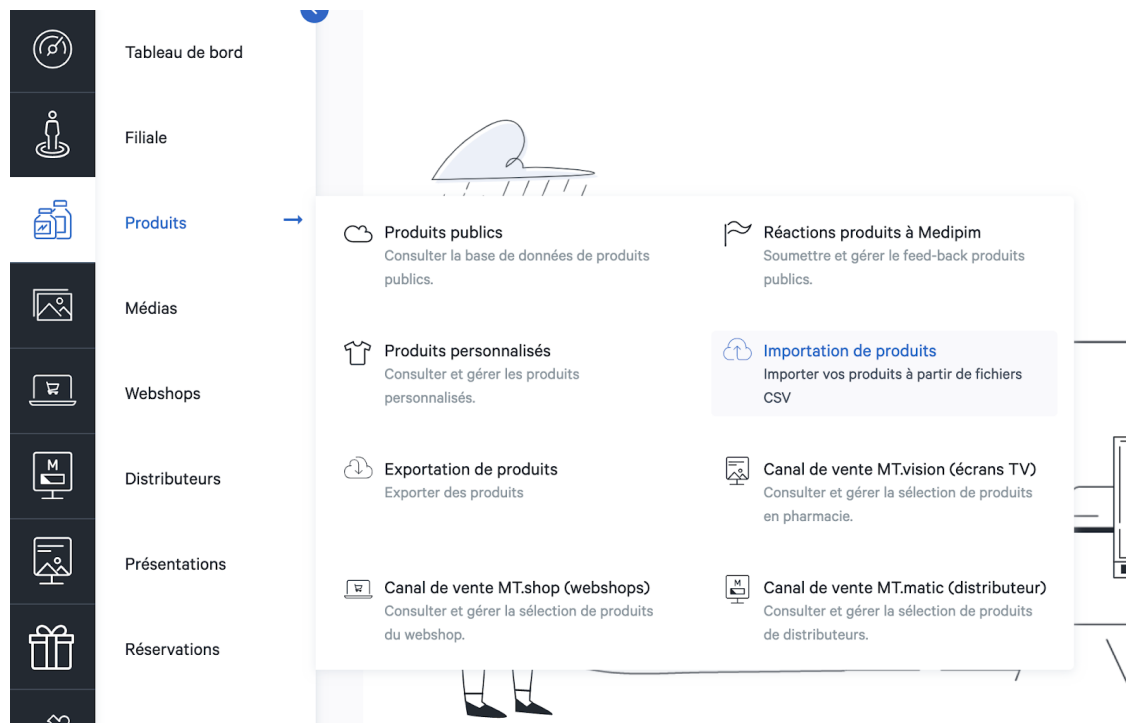 Tableau de bord
Filiale
Produits
Médias
Webshops
Distributeurs
Présentations
Réservations
Produits publics
Consulter la base de données de produits
publics.
Réactions produits à Medipim
Soumettre et gérer le feed-back produits
publics.
Produits personnalisés
Consulter et gérer les produits
personnalisés.
Importation de produits
Importer vos produits à partir de fichiers
CSV
Exportation de produits
Exporter des produits
Canal de vente MT.vision (écrans TV)
Consulter et gérer la sélection de produits
en pharmacie.
Canal de vente MT.shop (webshops)
Consulter et gérer la sélection de produits
du webshop.
M
Canal de vente MT.matic (distributeur)
Consulter et gérer la sélection de produits
de distributeurs.
M